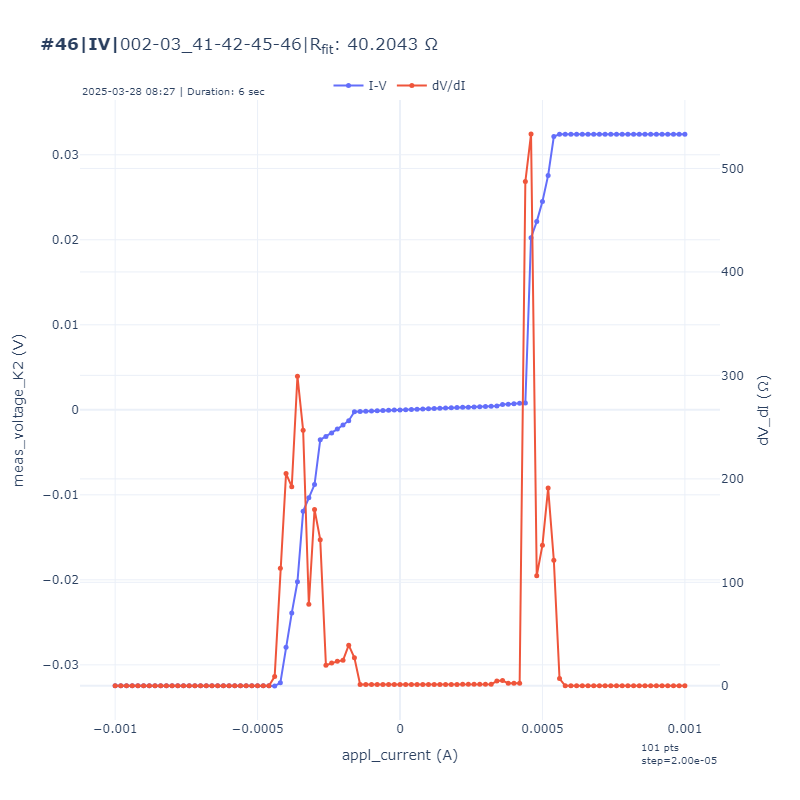 #46|IV|002-03_41-42-45-46|Rfit: 40.2043 Ω
2025-03-28 08:27 | Duration: 6 sec
I-V
dV/dI
0.03
0.02
0.01
0
−0.01
−0.02
−0.03
meas_voltage_K2 (V)
500
400
300
200
100
0
dV_dI (Ω)
−0.001
−0.0005
0
0.0005
0.001
appl_current (A)
101 pts
step=2.00e-05